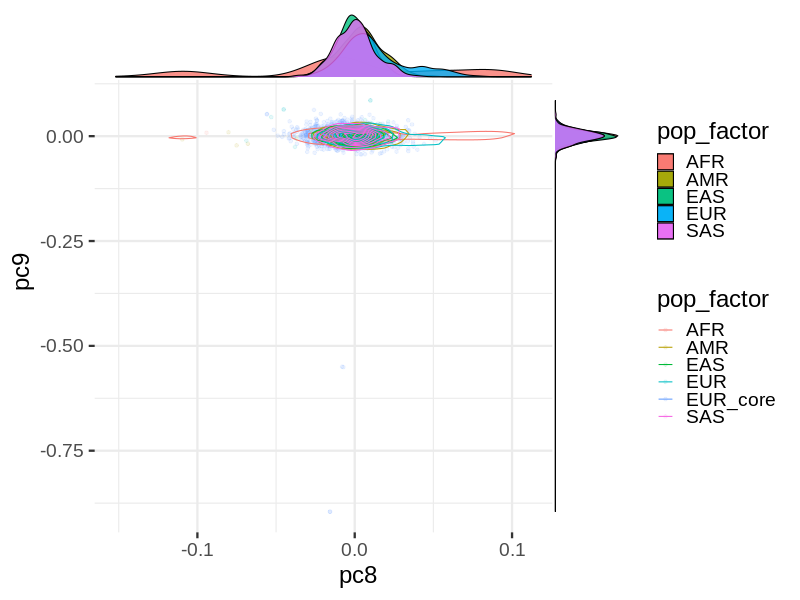 pop_factor
AFR
AMR
EAS
EUR
SAS
pop_factor
AFR
AMR
EAS
EUR
EUR_core
SAS
0.00
-0.25
-0.50
-0.75
pc9
-0.1
0.0
0.1
pc8